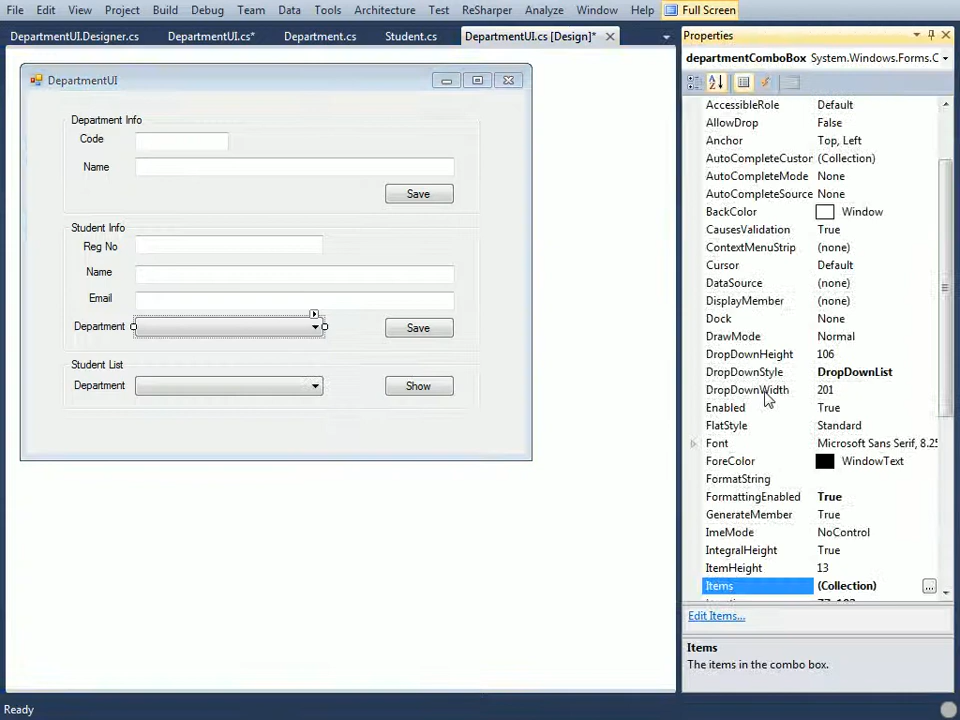 File Edit View Project Build Debug Team Data Tools Architecture Test ReSharper Analyze Window Help Full Screen
DepartmentUI.Designer.cs DepartmentUI.cs* Department.cs Student.cs DepartmentUI.cs [Design]*
DepartmentUI
Department Info
Code
Name
Save
Student Info
Reg No
Name
Email
Department
Save
Student List
Department
Show
Properties
departmentComboBox System.Windows.Forms.C
AccessibleRole Default
AllowDrop False
Anchor Top, Left
AutoCompleteCustor (Collection)
AutoCompleteMode None
AutoCompleteSource None
BackColor Window
CausesValidation True
ContextMenuStrip (none)
Cursor Default
DataSource (none)
DisplayMember (none)
Dock None
DrawMode Normal
DropDownHeight 106
DropDownStyle DropDownList
DropDownWidth 201
Enabled True
FlatStyle Standard
Font Microsoft Sans Serif, 8.25
ForeColor WindowText
FormatString
FormattingEnabled True
GenerateMember True
ImeMode NoControl
IntegralHeight True
ItemHeight 13
Items (Collection) ...
Edit Items...
Items
The items in the combo box.
Ready